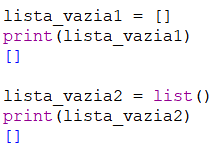 lista_vazia1 = []
print(lista_vazia1)
[]
lista_vazia2 = list()
print(lista_vazia2)
[]